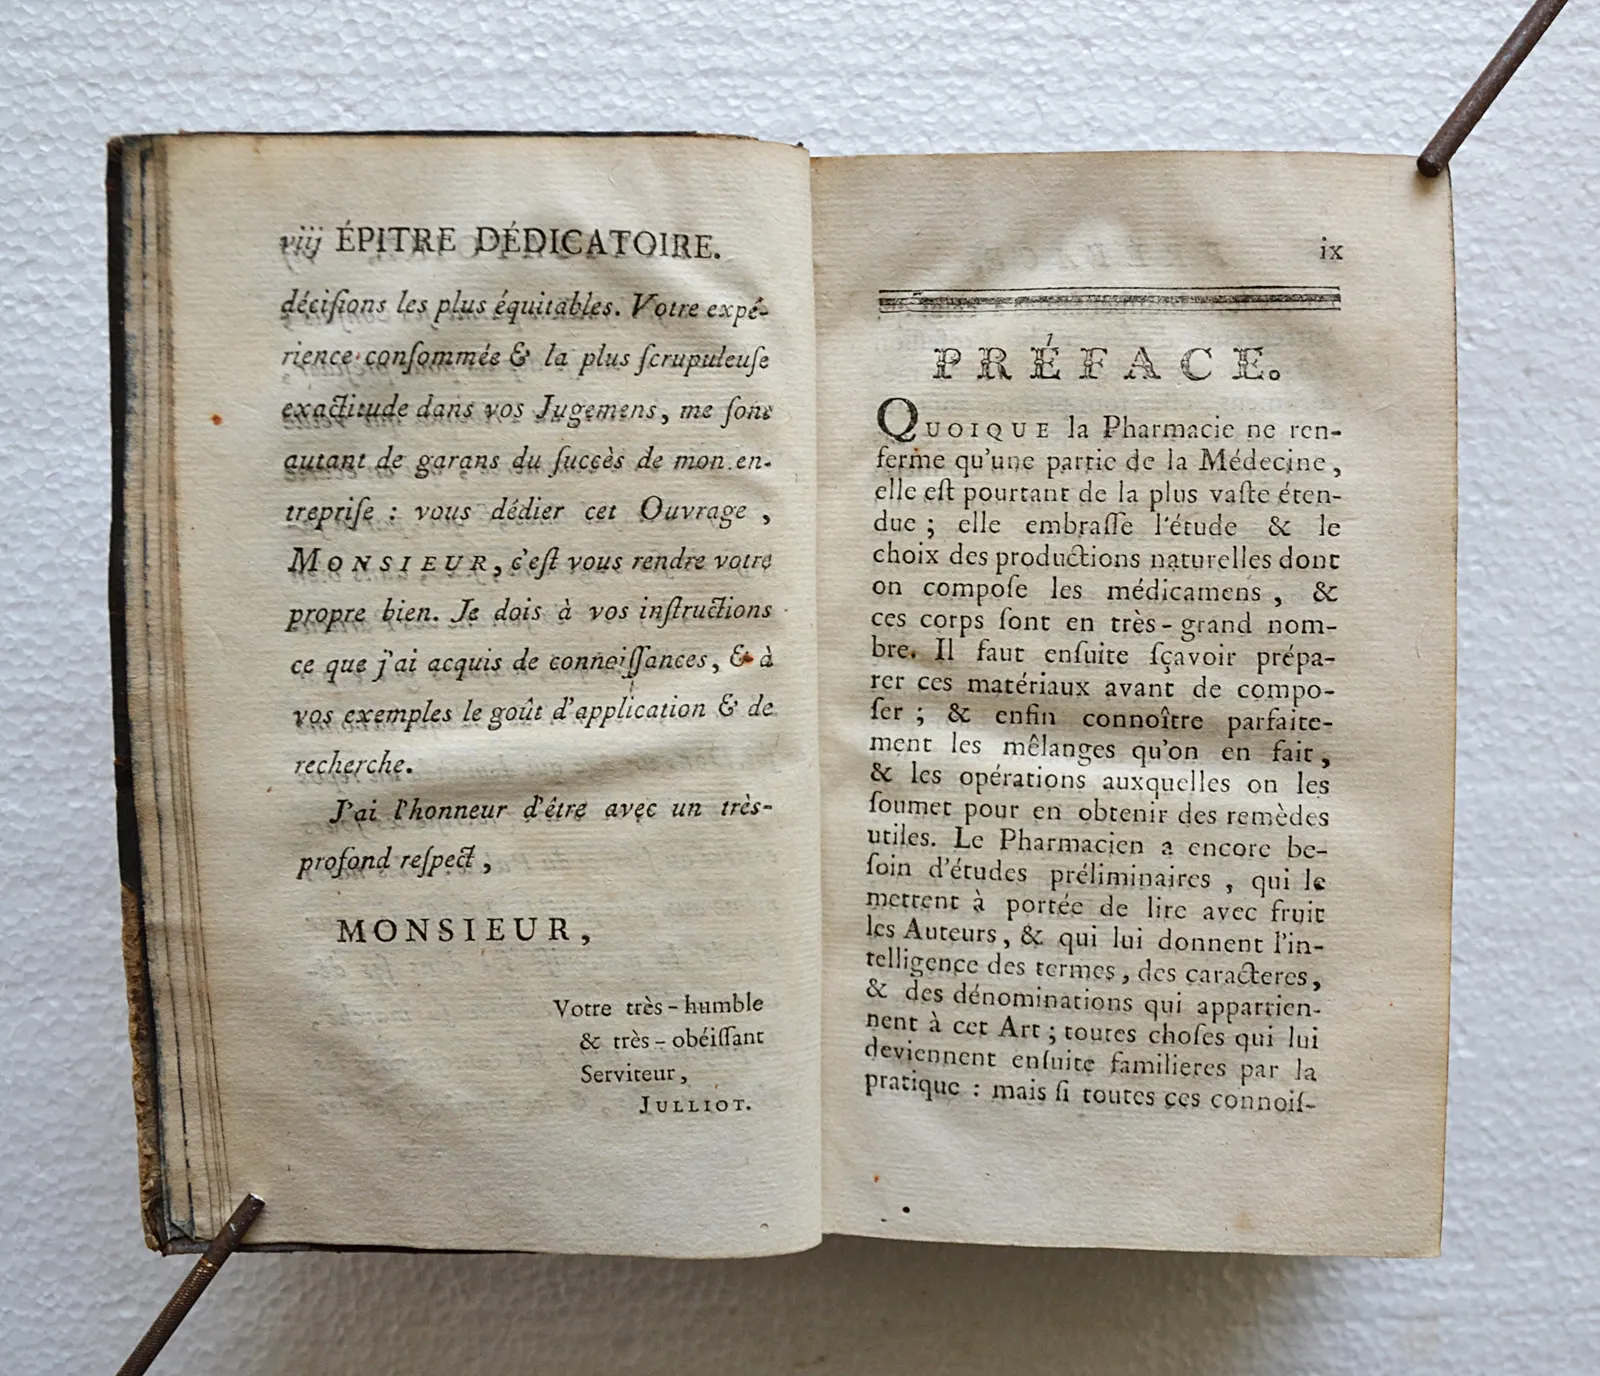 viij ÉPITRE DÉDICATOIRE.
déciſions les plus équitables. Votre expé-
rience conſommée & la plus ſcrupuleuſe
exactitude dans vos Jugemens, me ſont
autant de garans du ſuccès de mon en-
trepriſe : vous dédier cet Ouvrage ,
MONSIEUR, c'eſt vous rendre votre
propre bien. Je dois à vos inſtructions
ce que j'ai acquis de connoiſſances, & à
vos exemples le goût d'application & de
recherche.
J'ai l'honneur d'être avec un très-
profond reſpect ,
MONSIEUR,
Votre très-humble
& très-obéiſſant
Serviteur,
JULLIOT.
ix
PRÉFACE.
QUOIQUE la Pharmacie ne ren-
ferme qu'une partie de la Médecine,
elle eſt pourtant de la plus vaſte éten-
due ; elle embraſſe l'étude & le
choix des productions naturelles dont
on compoſe les médicamens , &
ces corps ſont en très-grand nom-
bre. Il faut enſuite ſçavoir prépa-
rer ces matériaux avant de compo-
ſer ; & enfin connoître parfaite-
ment les mêlanges qu'on en fait,
& les opérations auxquelles on les
ſoumet pour en obtenir des remèdes
utiles. Le Pharmacien a encore be-
ſoin d'études préliminaires , qui le
mettent à portée de lire avec fruit
les Auteurs, & qui lui donnent l'in-
telligence des termes, des caracteres,
& des dénominations qui appartien-
nent à cet Art ; toutes choſes qui lui
deviennent enſuite familieres par la
pratique : mais ſi toutes ces connoiſ-